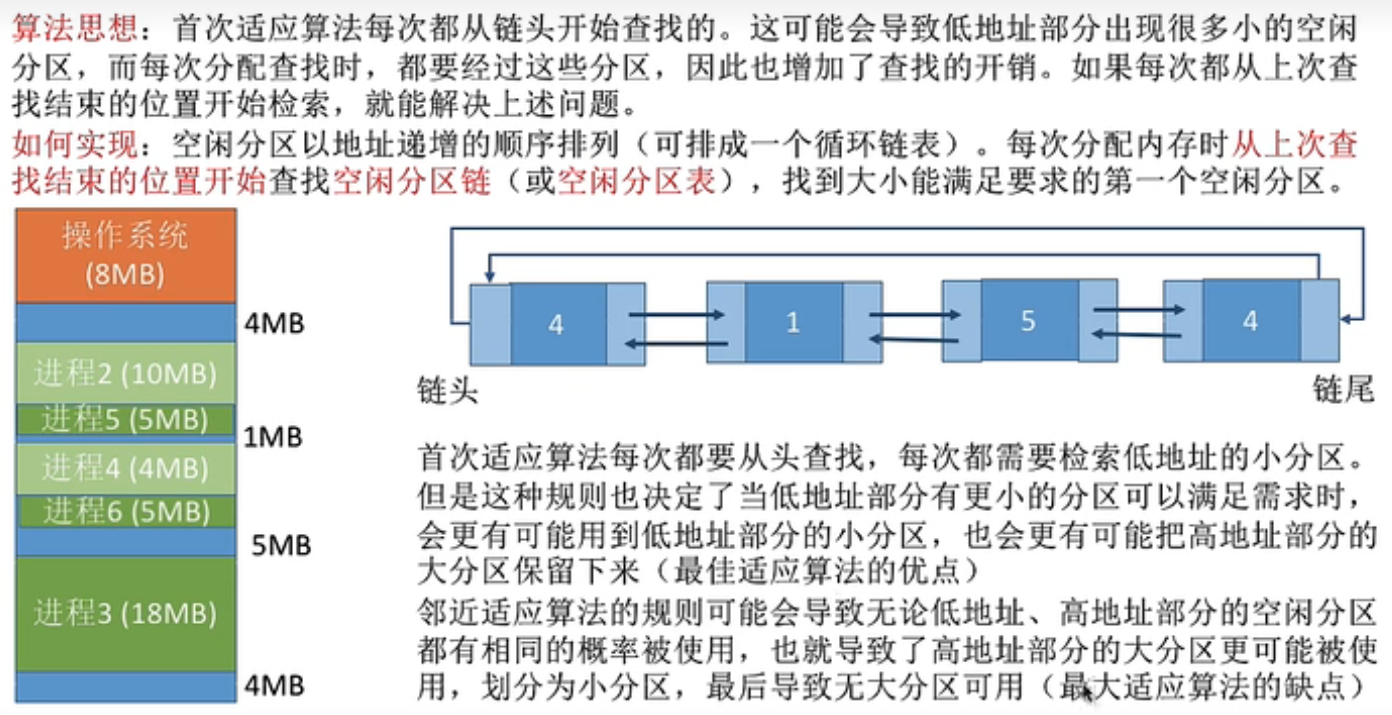 算法思想：首次适应算法每次都从链头开始查找的。这可能会导致低地址部分出现很多小的空闲
分区，而每次分配查找时，都要经过这些分区，因此也增加了查找的开销。如果每次都从上次查
找结束的位置开始检索，就能解决上述问题。
如何实现：空闲分区以地址递增的顺序排列（可排成一个循环链表）。每次分配内存时从上次查
找结束的位置开始查找空闲分区链（或空闲分区表），找到大小能满足要求的第一个空闲分区。
操作系统
(8MB)
4MB
进程2 (10MB)
进程5 (5MB)
1MB
进程4 (4MB)
进程6 (5MB)
5MB
进程3 (18MB)
4MB
4
1
5
4
链头
链尾
首次适应算法每次都要从头查找，每次都需要检索低地址的小分区。
但是这种规则也决定了当低地址部分有更小的分区可以满足需求时，
会更有可能用到低地址部分的小分区，也会更有可能把高地址部分的
大分区保留下来（最佳适应算法的优点）
邻近适应算法的规则可能会导致无论低地址、高地址部分的空闲分区
都有相同的概率被使用，也就导致了高地址部分的大分区更可能被使
用，划分为小分区，最后导致无大分区可用（最大适应算法的缺点）